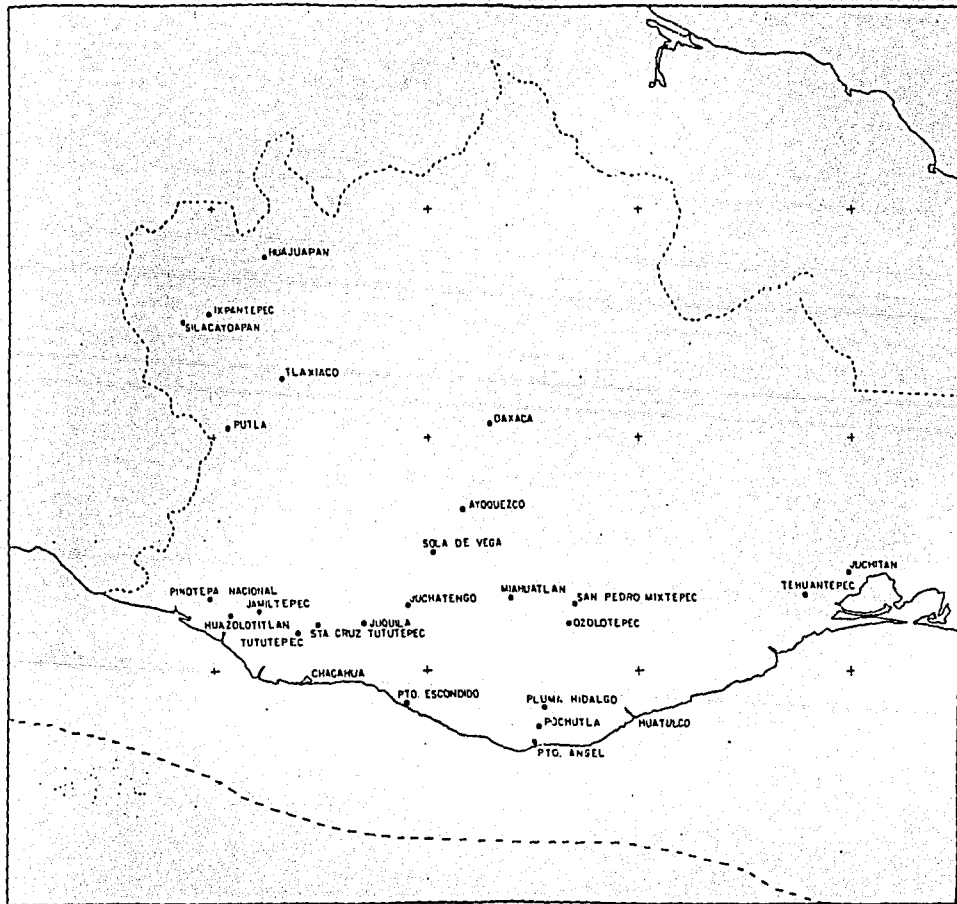 HUAJUAPAN
IXPANTEPEC
SILACAYOAPAN
TLAXIACO
OAXACA
PUTLA
AYOQUEZCO
SOLA DE VEGA
JUCHITAN
TEHUANTEPEC
PINOTEPA NACIONAL
JAMILTEPEC
JUCHATENGO
MIAHUATLAN
SAN PEDRO MIXTEPEC
HUAZOLOTITLAN
JUQUILA
OZOLOTEPEC
TUTUTEPEC
STA. CRUZ TUTUTEPEC
CHACAHUA
PTO. ESCONDIDO
PLUMA HIDALGO
POCHUTLA
HUATULCO
PTO. ANGEL